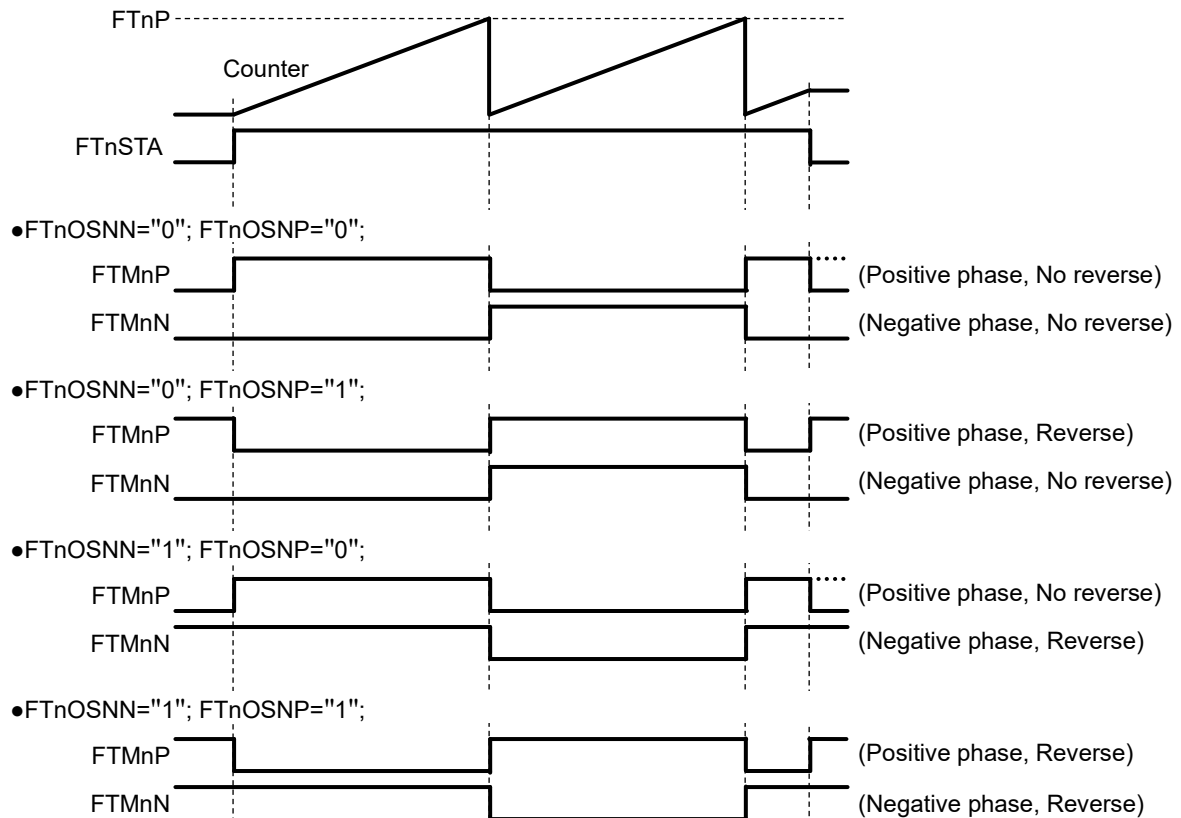 FTnP
Counter
FTnSTA
●FTnOSNN="0"; FTnOSNP="0";
FTMnP (Positive phase, No reverse)
FTMnN (Negative phase, No reverse)
●FTnOSNN="0"; FTnOSNP="1";
FTMnP (Positive phase, Reverse)
FTMnN (Negative phase, No reverse)
●FTnOSNN="1"; FTnOSNP="0";
FTMnP (Positive phase, No reverse)
FTMnN (Negative phase, Reverse)
●FTnOSNN="1"; FTnOSNP="1";
FTMnP (Positive phase, Reverse)
FTMnN (Negative phase, Reverse)